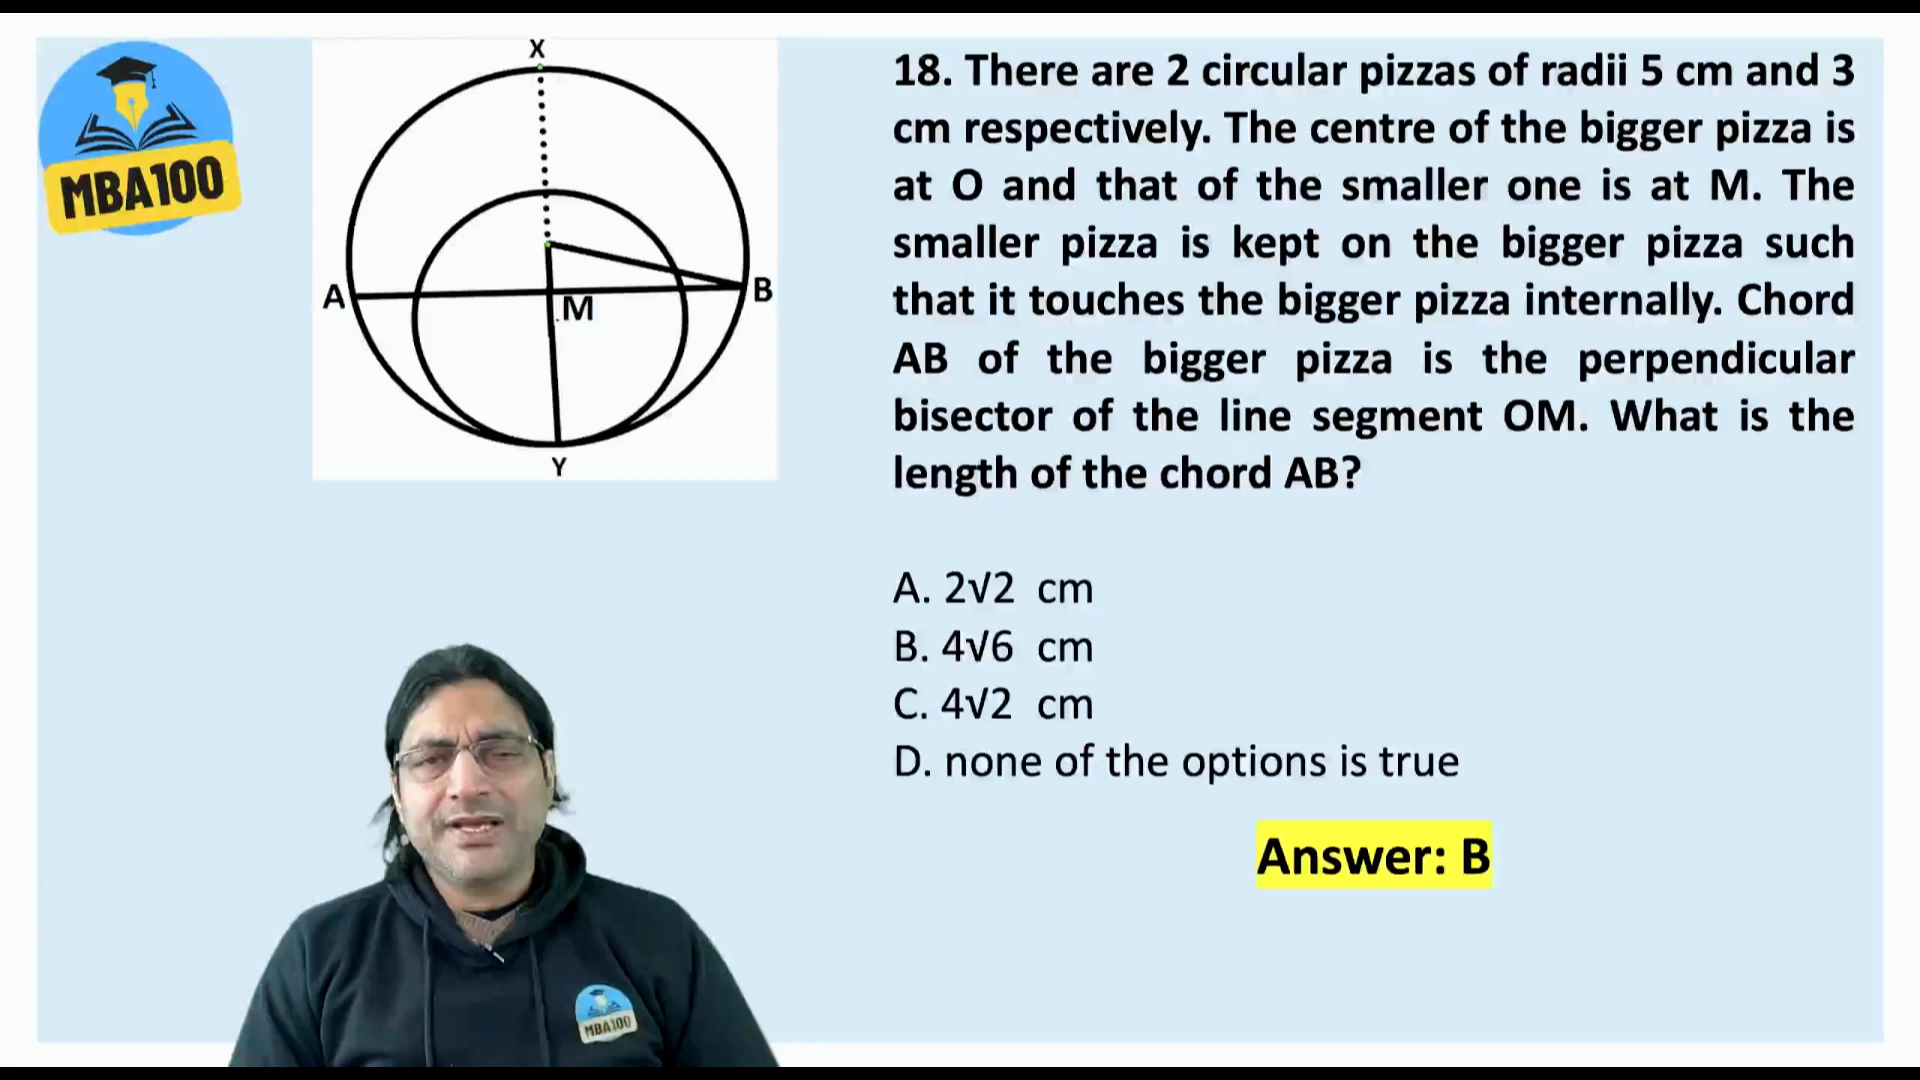 MBA100
X
A
M
B
Y
18. There are 2 circular pizzas of radii 5 cm and 3
cm respectively. The centre of the bigger pizza is
at O and that of the smaller one is at M. The
smaller pizza is kept on the bigger pizza such
that it touches the bigger pizza internally. Chord
AB of the bigger pizza is the perpendicular
bisector of the line segment OM. What is the
length of the chord AB?
A. 2√2 cm
B. 4√6 cm
C. 4√2 cm
D. none of the options is true
Answer: B
MBA100